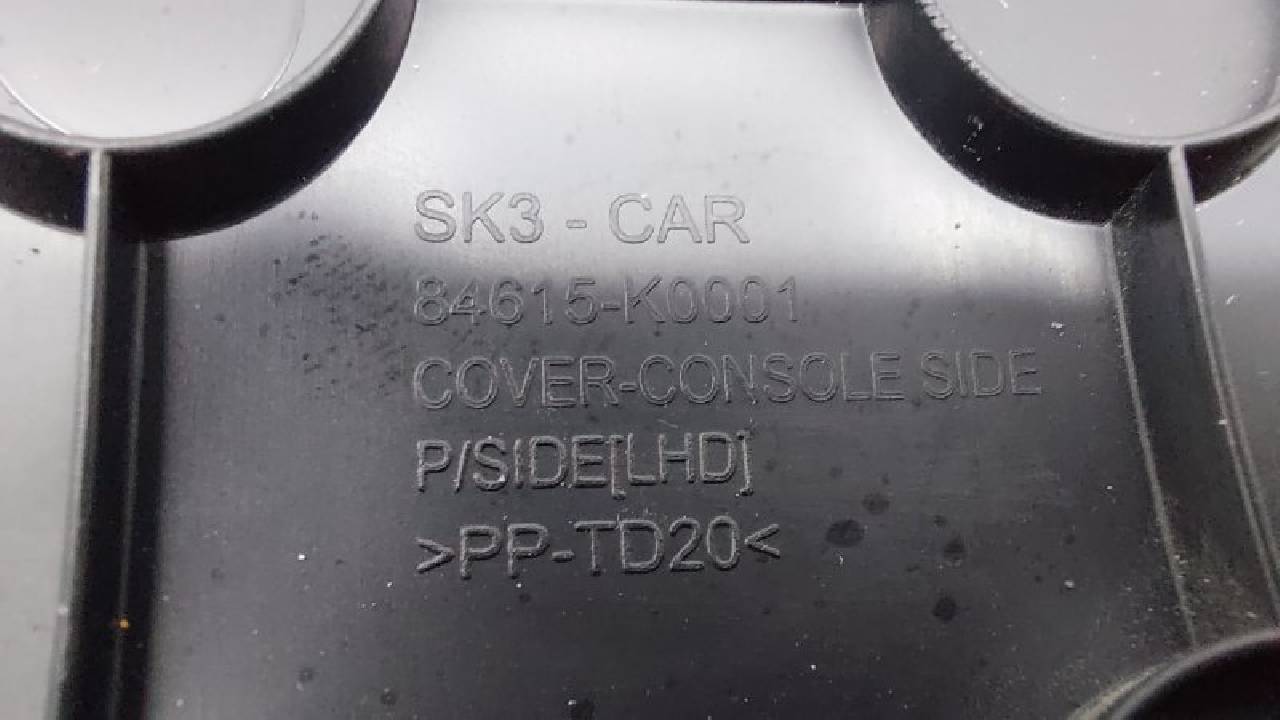 SK3 - CAR
84615-K0001
COVER-CONSOLE SIDE
P/SIDE[LHD]
>PP-TD20<